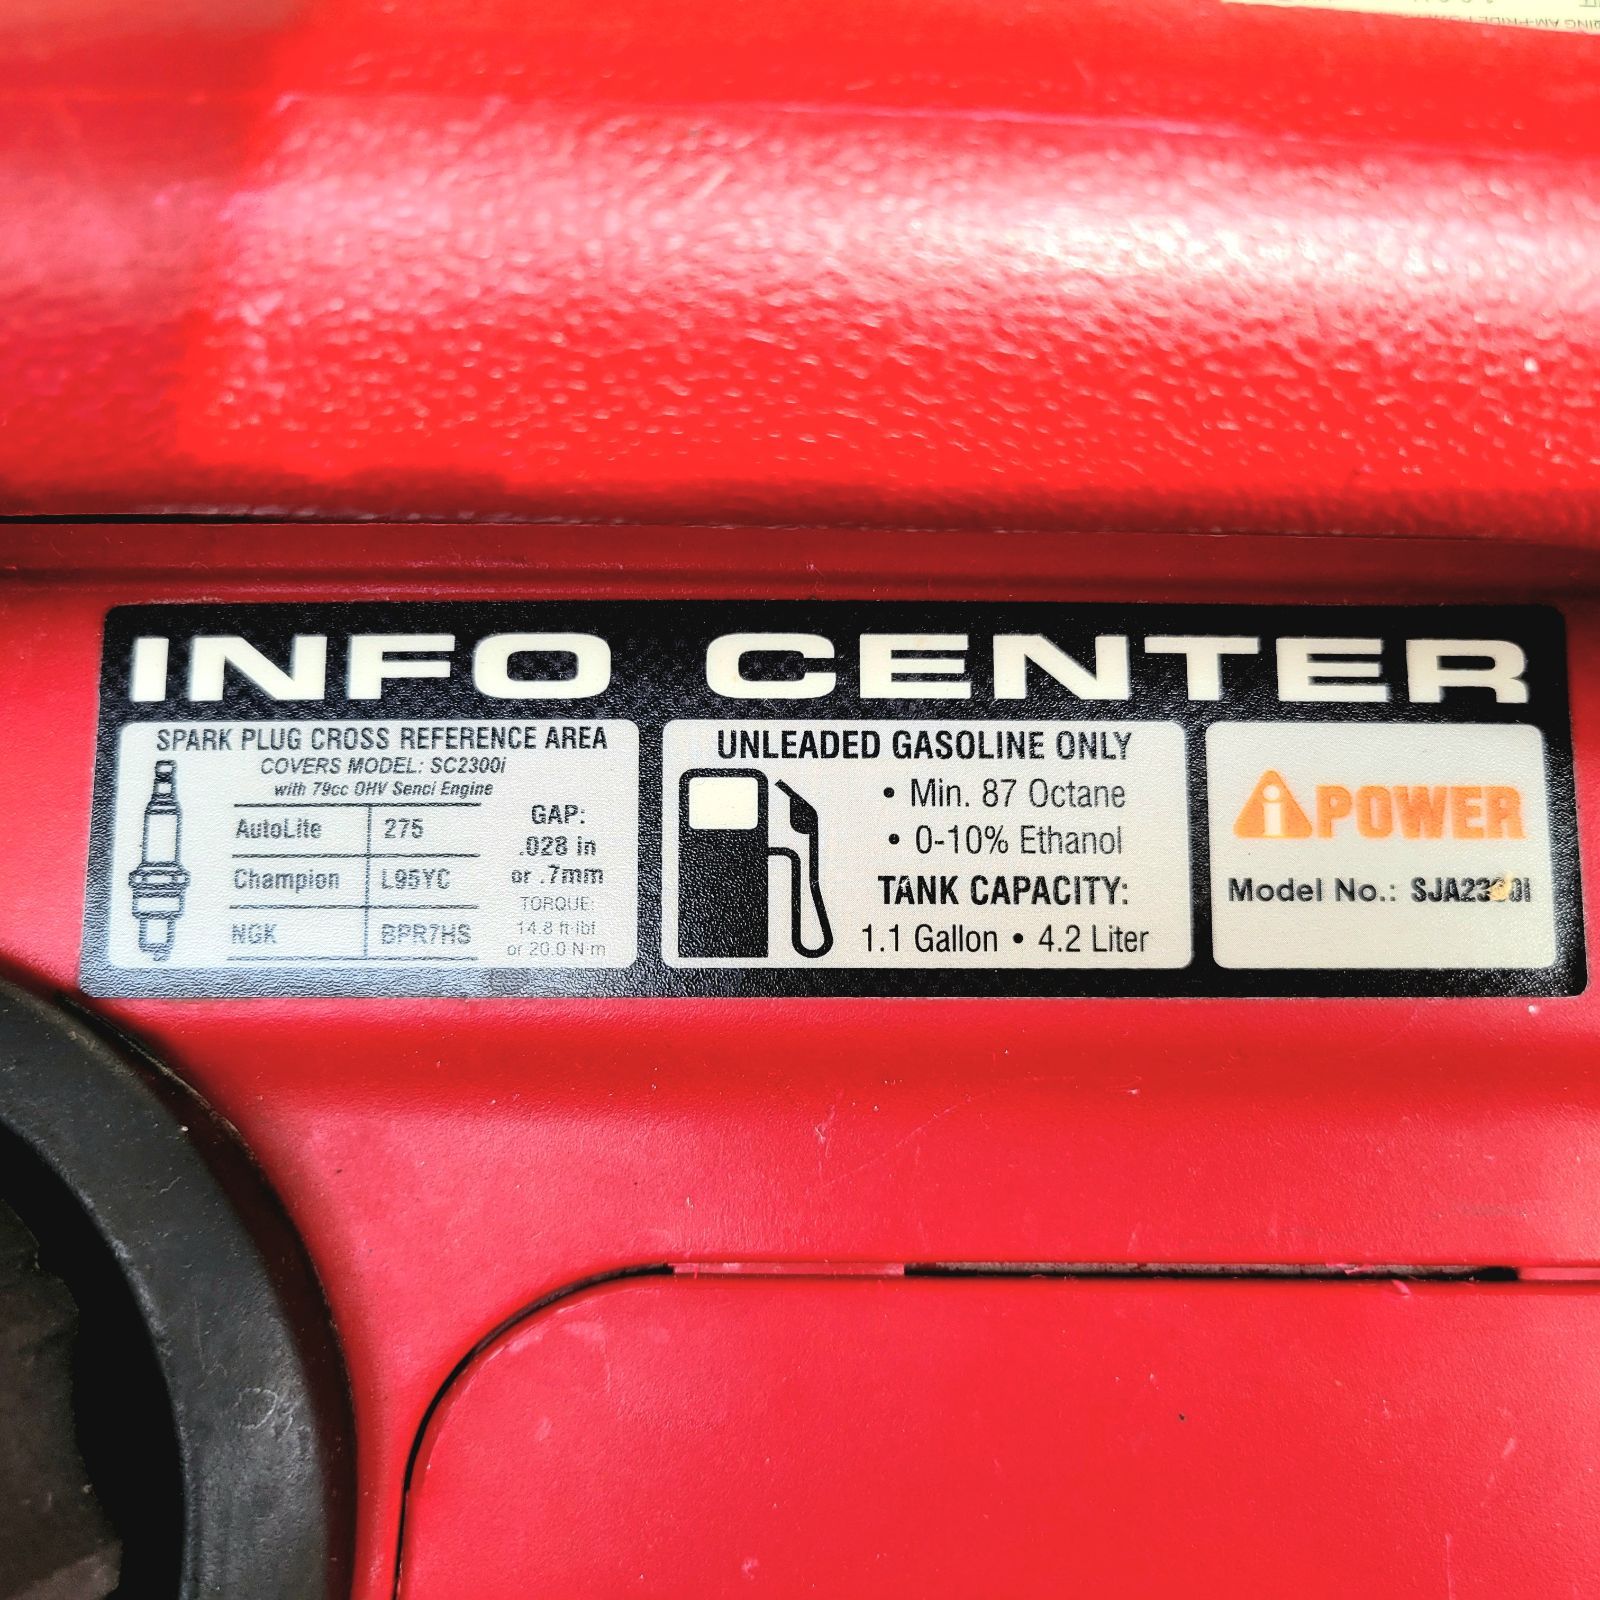 INFO CENTER
SPARK PLUG CROSS REFERENCE AREA
COVERS MODEL: SC2300i
with 79cc OHV Senci Engine
AutoLite 275
Champion L95YC
NGK BPR7HS
GAP:
.028 in
or .7mm
TORQUE:
14.8 ft·lbf
or 20.0 N·m
UNLEADED GASOLINE ONLY
• Min. 87 Octane
• 0-10% Ethanol
TANK CAPACITY:
1.1 Gallon • 4.2 Liter
iPOWER
Model No.: SJA2300i